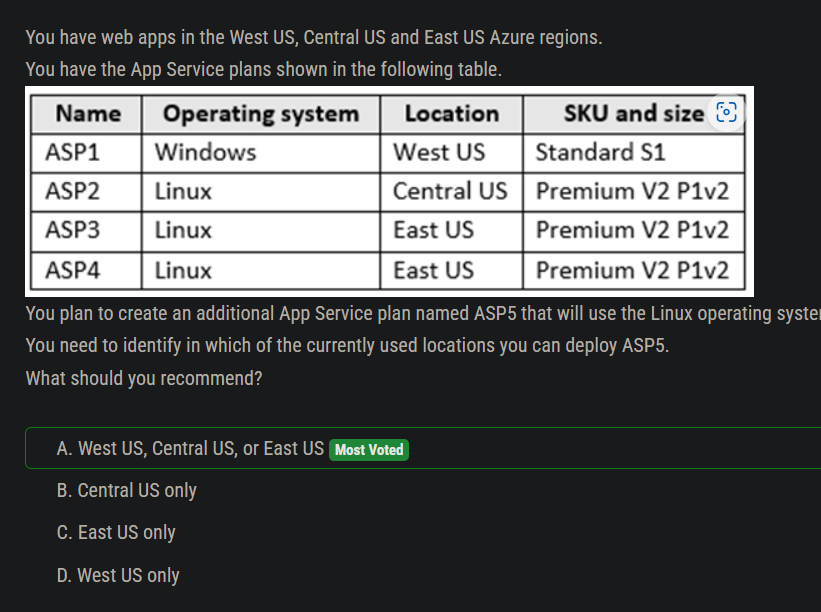 You have web apps in the West US, Central US and East US Azure regions.
You have the App Service plans shown in the following table.
Name Operating system Location SKU and size
ASP1 Windows West US Standard S1
ASP2 Linux Central US Premium V2 P1v2
ASP3 Linux East US Premium V2 P1v2
ASP4 Linux East US Premium V2 P1v2
You plan to create an additional App Service plan named ASP5 that will use the Linux operating syste
You need to identify in which of the currently used locations you can deploy ASP5.
What should you recommend?
A. West US, Central US, or East US Most Voted
B. Central US only
C. East US only
D. West US only